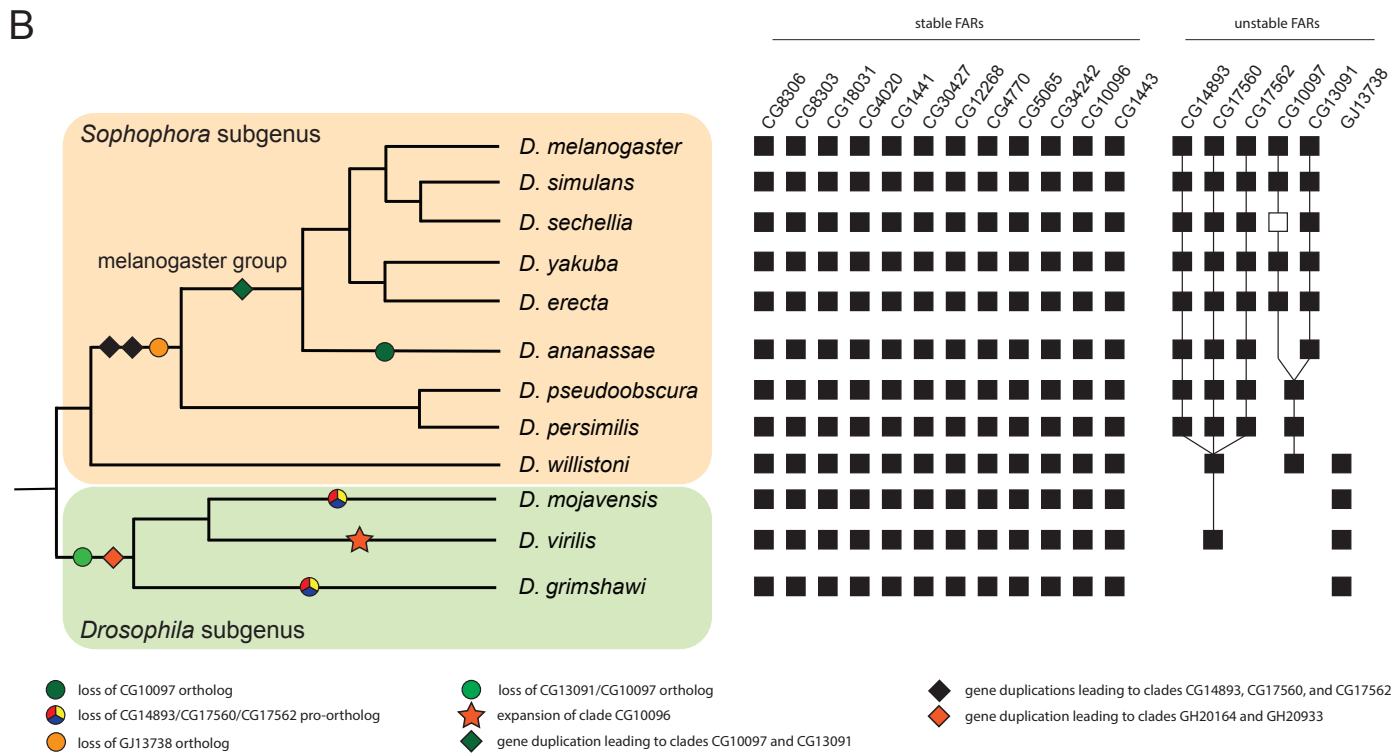 B
stable FARs
unstable FARs
CG8306
CG8303
CG18031
CG4020
CG1441
CG30427
CG12268
CG4770
CG5065
CG34242
CG10096
CG1443
CG14893
CG17560
CG17562
CG10097
CG13091
GJ13738
Sophophora subgenus
D. melanogaster
D. simulans
D. sechellia
melanogaster group
D. yakuba
D. erecta
D. ananassae
D. pseudoobscura
D. persimilis
D. willistoni
D. mojavensis
D. virilis
D. grimshawi
Drosophila subgenus
loss of CG10097 ortholog
loss of CG14893/CG17560/CG17562 pro-ortholog
loss of GJ13738 ortholog
loss of CG13091/CG10097 ortholog
expansion of clade CG10096
gene duplication leading to clades CG10097 and CG13091
gene duplications leading to clades CG14893, CG17560, and CG17562
gene duplication leading to clades GH20164 and GH20933